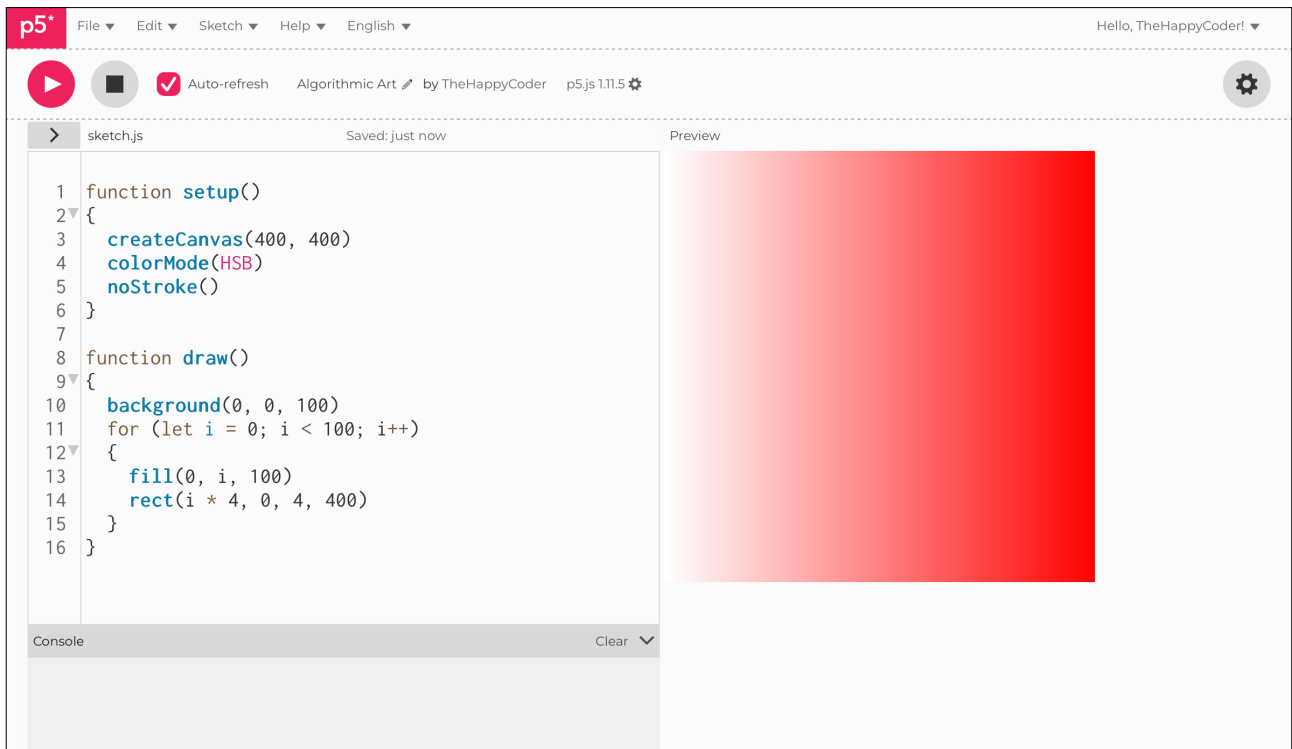 p5* File Edit Sketch Help English Hello, TheHappyCoder!
Auto-refresh Algorithmic Art by TheHappyCoder p5.js 1.11.5
sketch.js Saved: just now Preview
1 function setup()
2 {
3 createCanvas(400, 400)
4 colorMode(HSB)
5 noStroke()
6 }
7
8 function draw()
9 {
10 background(0, 0, 100)
11 for (let i = 0; i < 100; i++)
12 {
13 fill(0, i, 100)
14 rect(i * 4, 0, 4, 400)
15 }
16 }
Console Clear